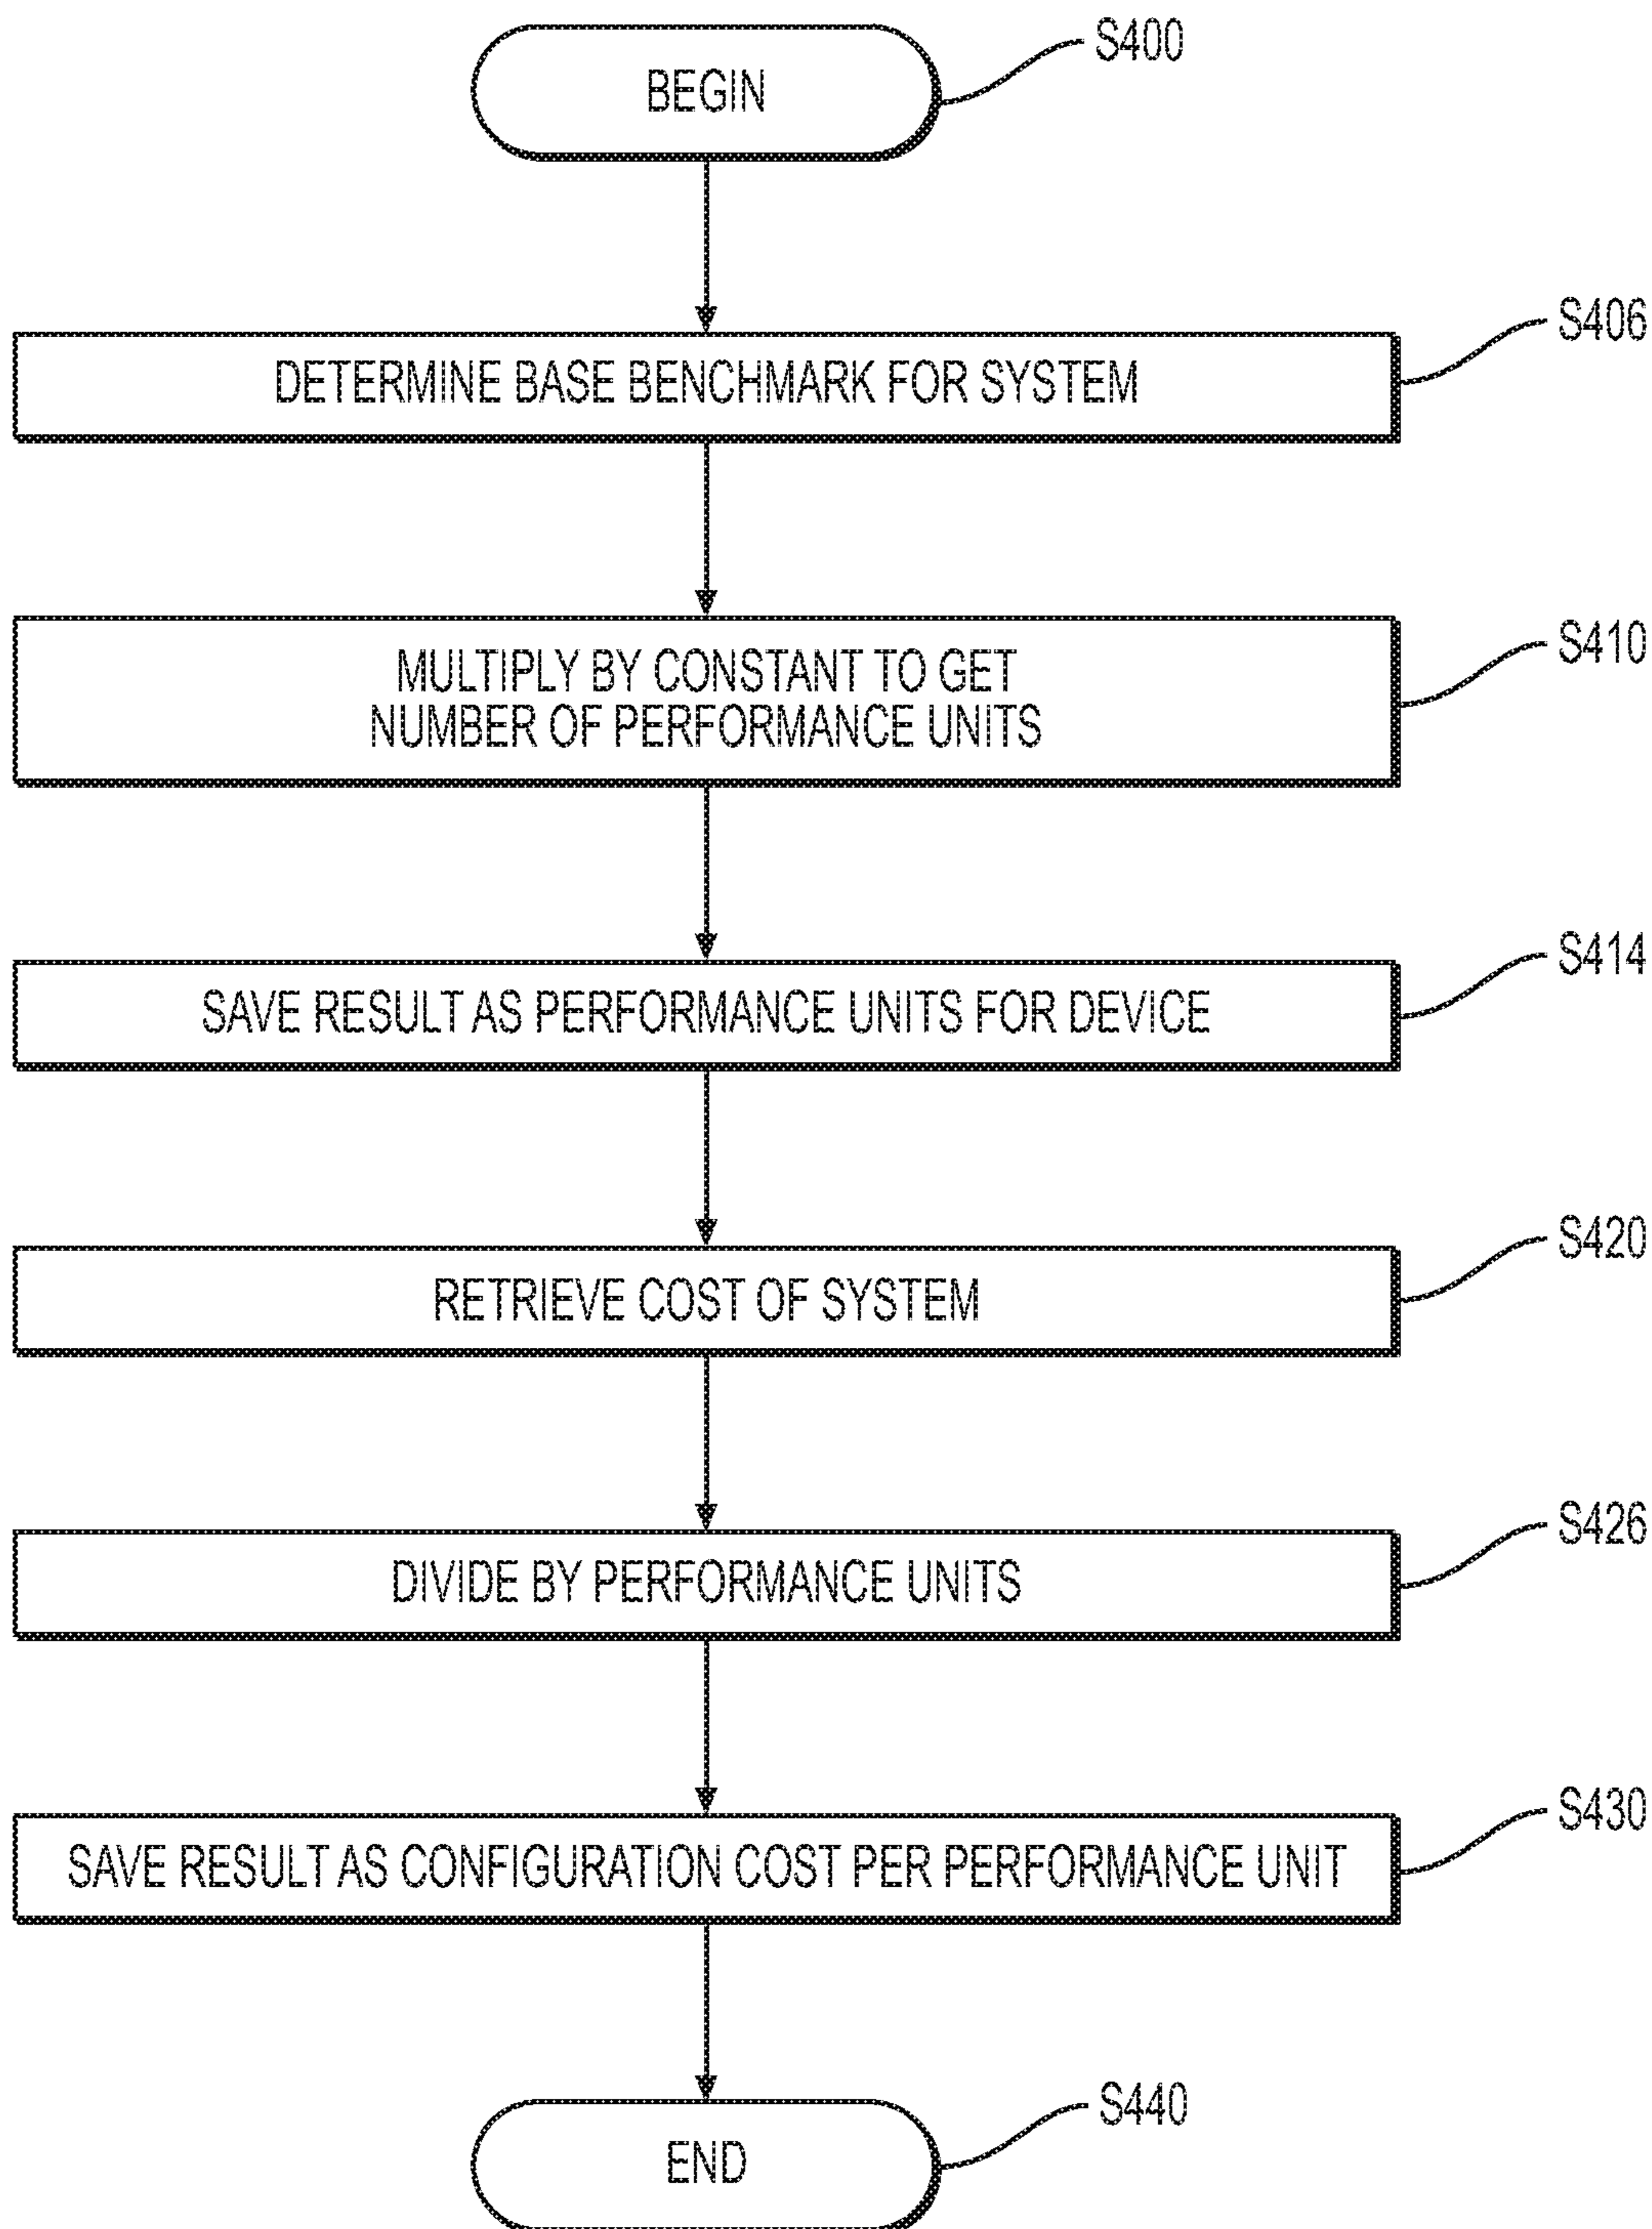 BEGIN
S400
DETERMINE BASE BENCHMARK FOR SYSTEM
S406
MULTIPLY BY CONSTANT TO GET
NUMBER OF PERFORMANCE UNITS
S410
SAVE RESULT AS PERFORMANCE UNITS FOR DEVICE
S414
RETRIEVE COST OF SYSTEM
S420
DIVIDE BY PERFORMANCE UNITS
S426
SAVE RESULT AS CONFIGURATION COST PER PERFORMANCE UNIT
S430
END
S440